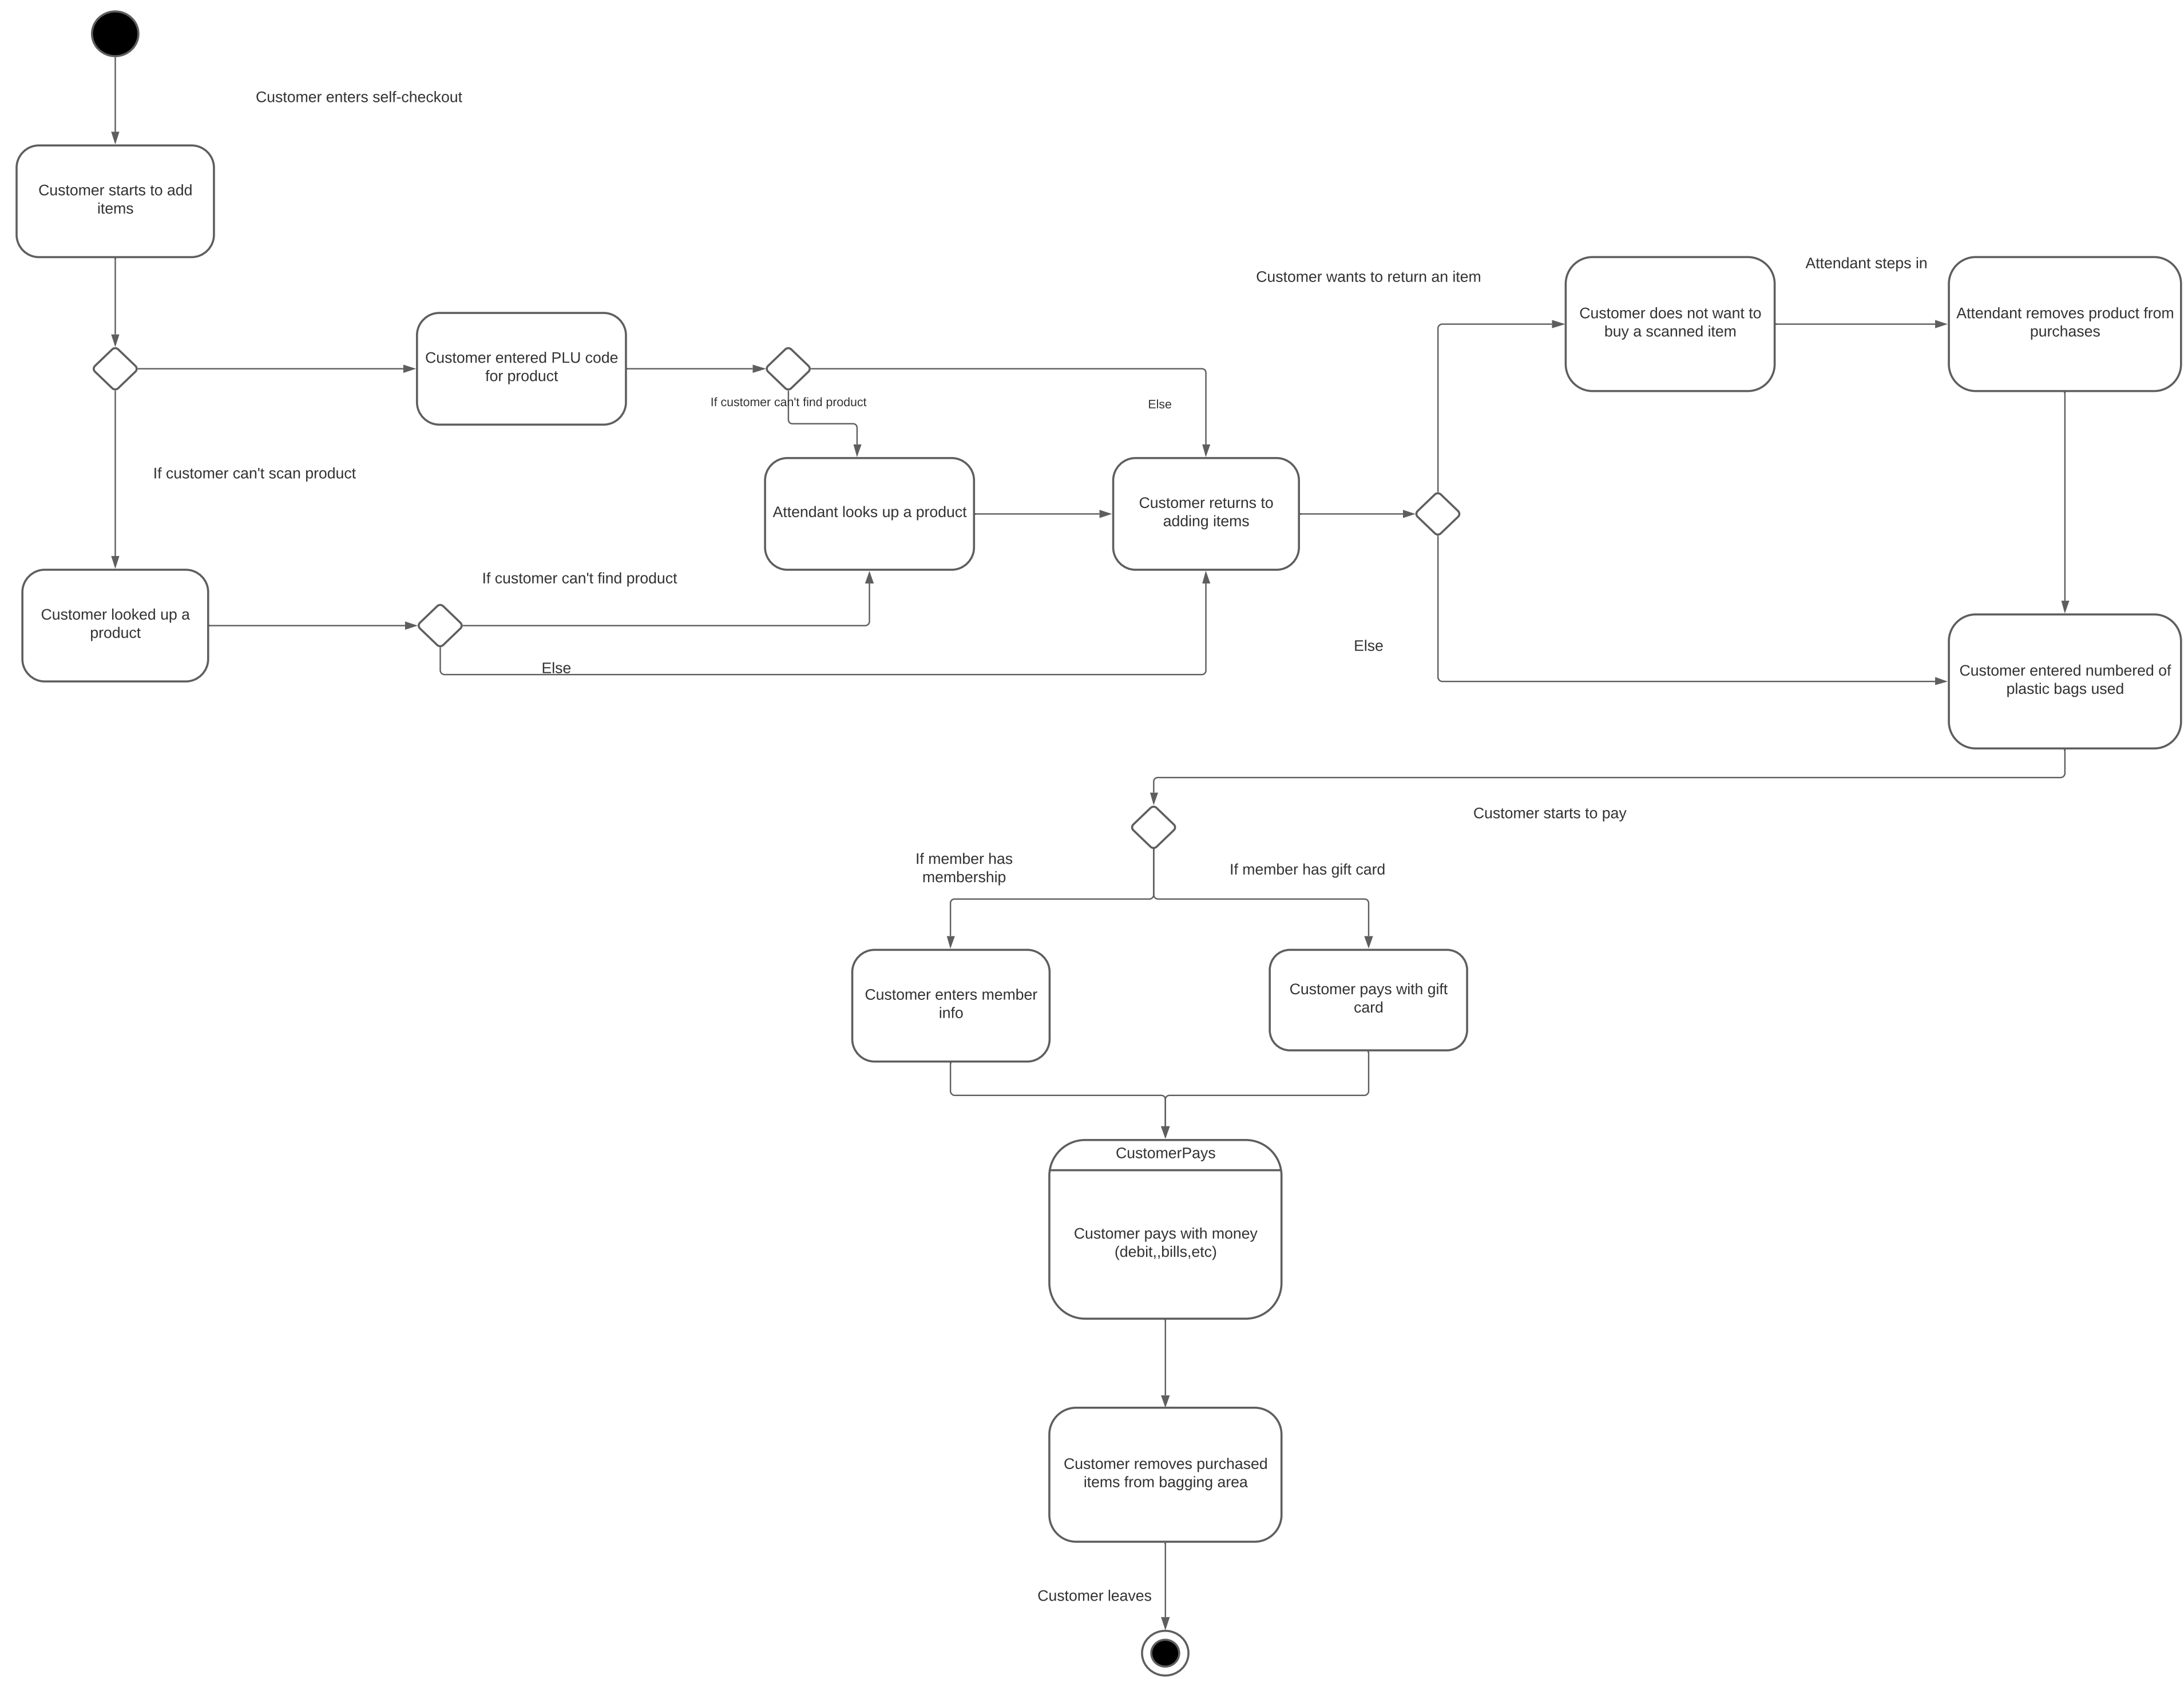 Customer enters self-checkout
Customer starts to add
items
Customer wants to return an item
Attendant steps in
Customer does not want to
buy a scanned item
Attendant removes product from
purchases
Customer entered PLU code
for product
If customer can't find product
Else
If customer can't scan product
Attendant looks up a product
Customer returns to
adding items
If customer can't find product
Customer looked up a
product
Else
Else
Customer entered numbered of
plastic bags used
Customer starts to pay
If member has
membership
If member has gift card
Customer enters member
info
Customer pays with gift
card
CustomerPays
Customer pays with money
(debit,,bills,etc)
Customer removes purchased
items from bagging area
Customer leaves